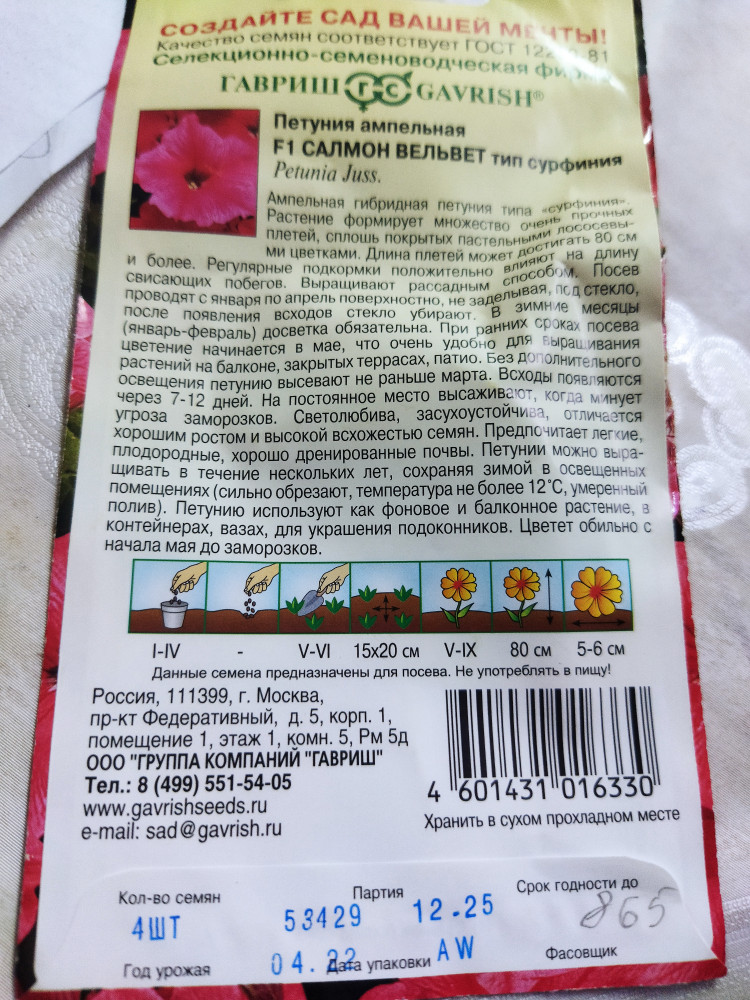 СОЗДАЙТЕ САД ВАШЕЙ МЕЧТЫ!
Качество семян соответствует ГОСТ 81
Селекционно-семеноводческая
ГАВРИШ ГС GAVRISH®
Петуния ампельная
F1 САЛМОН ВЕЛЬВЕТ тип сурфиния
Petunia Juss.
Ампельная гибридная петуния типа «сурфиния».
Растение формирует множество очень прочных
плетей, сплошь покрытых пастельными лососевы-
ми цветками. Длина плетей может достигать 80 см
и более. Регулярные подкормки положительно влияют на длину
свисающих побегов. Выращивают рассадным способом. Посев
проводят с января по апрель поверхностно, не заделывая, под стекло,
после появления всходов стекло убирают. В зимние месяцы
(январь-февраль) досветка обязательна. При ранних сроках посева
цветение начинается в мае, что очень удобно для выращивания
растений на балконе, закрытых террасах, патио. Без дополнительного
освещения петунию высевают не раньше марта. Всходы появляются
через 7-12 дней. На постоянное место высаживают, когда минует
угроза заморозков. Светолюбива, засухоустойчива, отличается
хорошим ростом и высокой всхожестью семян. Предпочитает легкие,
плодородные, хорошо дренированные почвы. Петунии можно выра-
щивать в течение нескольких лет, сохраняя зимой в освещенных
помещениях (сильно обрезают, температура не более 12°С, умеренный
полив). Петунию используют как фоновое и балконное растение, в
контейнерах, вазах, для украшения подоконников. Цветет обильно с
начала мая до заморозков.
I-IV - V-VI 15х20 см V-IX 80 см 5-6 см
Данные семена предназначены для посева. Не употреблять в пищу!
Россия, 111399, г. Москва,
пр-кт Федеративный, д. 5, корп. 1,
помещение 1, этаж 1, комн. 5, Рм 5д
ООО "ГРУППА КОМПАНИЙ "ГАВРИШ"
Тел.: 8 (499) 551-54-05
www.gavrishseeds.ru
e-mail: sad@gavrish.ru
4 601431 016330
Хранить в сухом прохладном месте
Кол-во семян Партия Срок годности до
4ШТ 53429 12.25 865
Год урожая 04.22 Дата упаковки AW Фасовщик